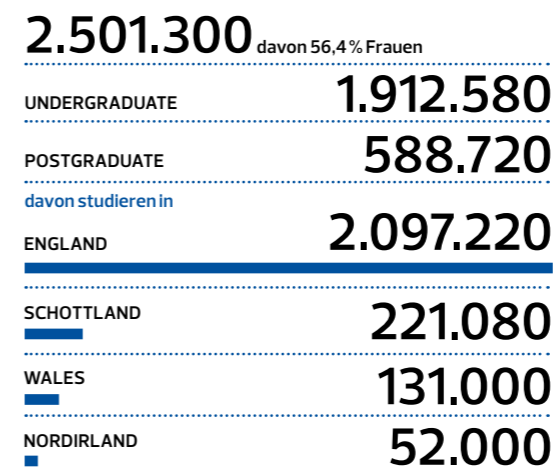 2.501.300 davon 56,4% Frauen
UNDERGRADUATE 1.912.580
POSTGRADUATE 588.720
davon studieren in
ENGLAND 2.097.220
SCHOTTLAND 221.080
WALES 131.000
NORDIRLAND 52.000